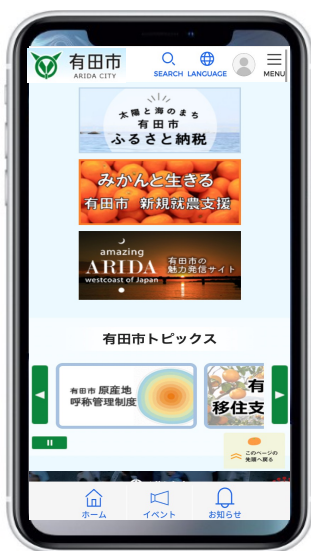 有田市
ARIDA CITY
SEARCH LANGUAGE
MENU
太陽と海のまち
有田市
ふるさと納税
みかんと生きる
有田市 新規就農支援
amazing
ARIDA
westcoast of Japan
有田市の
魅力発信サイト
有田市トピックス
有田市 原産地
呼称管理制度
有
移住支
このページの
先頭へ戻る
ホーム
イベント
お知らせ